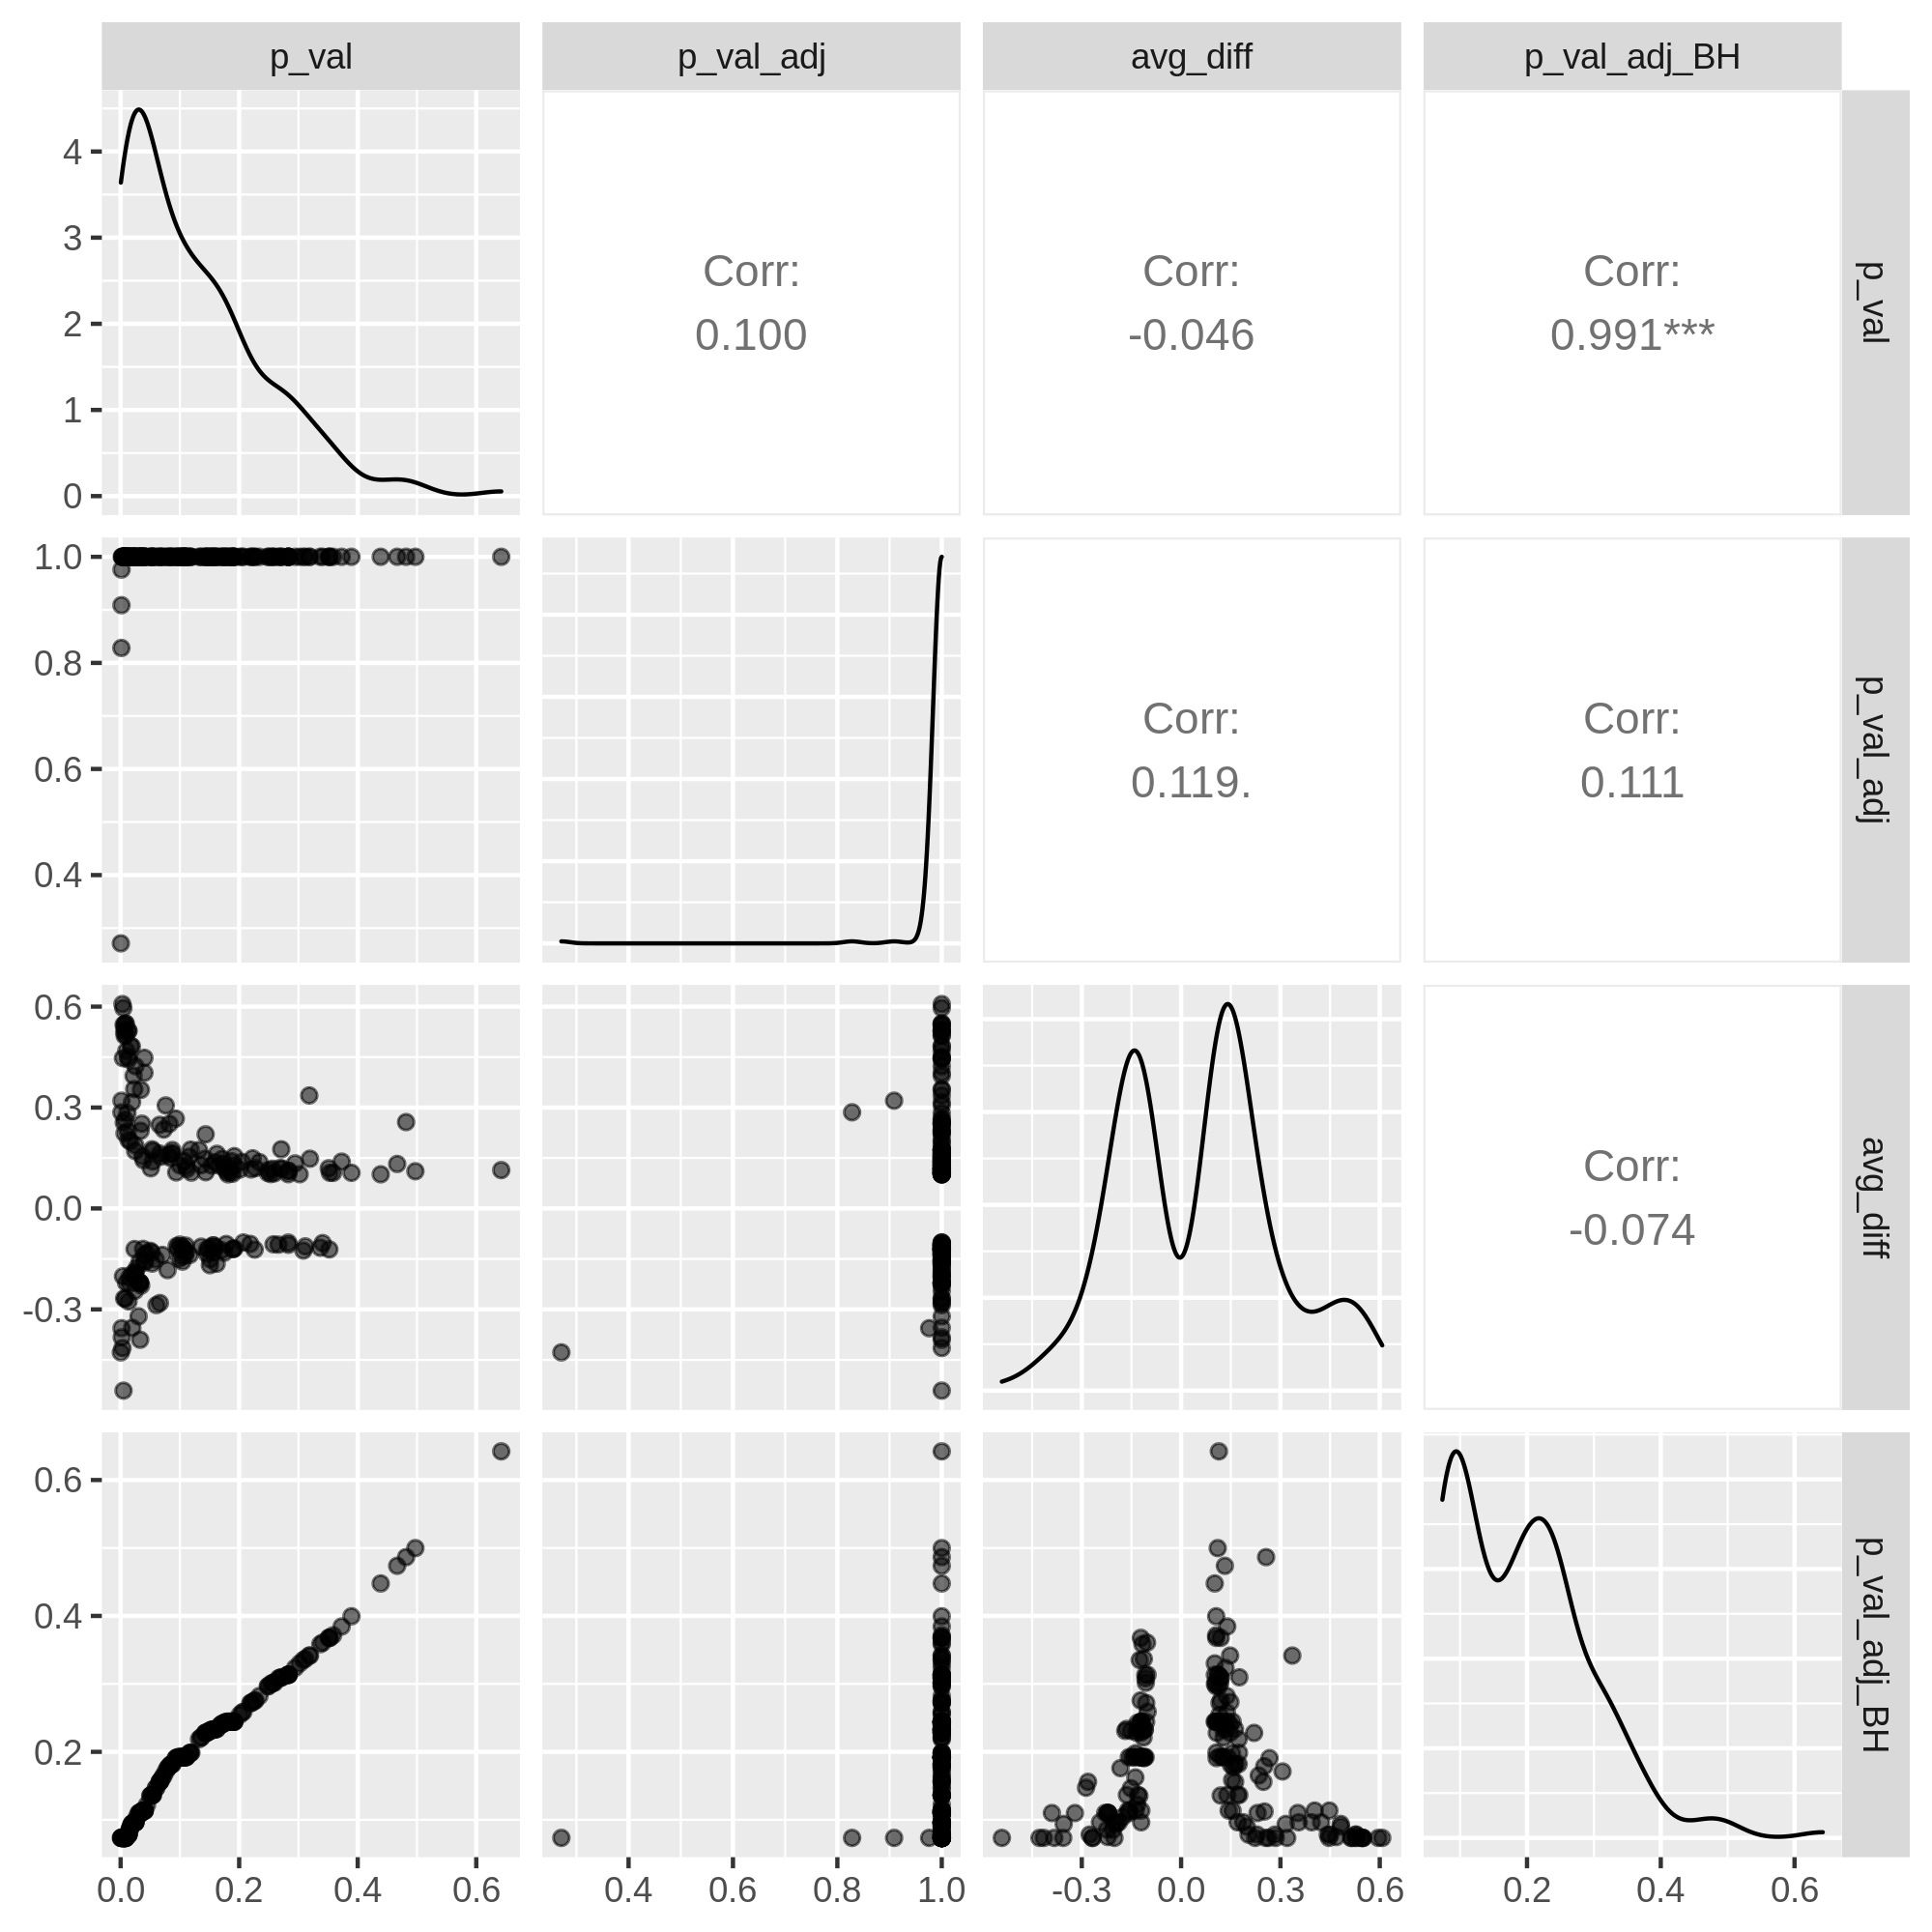 p_val p_val_adj avg_diff p_val_adj_BH
4
3
2
1
0
Corr:
0.100
Corr:
-0.046
Corr:
0.991***
p_val
1.0
0.8
0.6
0.4
Corr:
0.119.
Corr:
0.111
p_val_adj
0.6
0.3
0.0
-0.3
Corr:
-0.074
avg_diff
0.6
0.4
0.2
p_val_adj_BH
0.0 0.2 0.4 0.6 0.4 0.6 0.8 1.0 -0.3 0.0 0.3 0.6 0.2 0.4 0.6